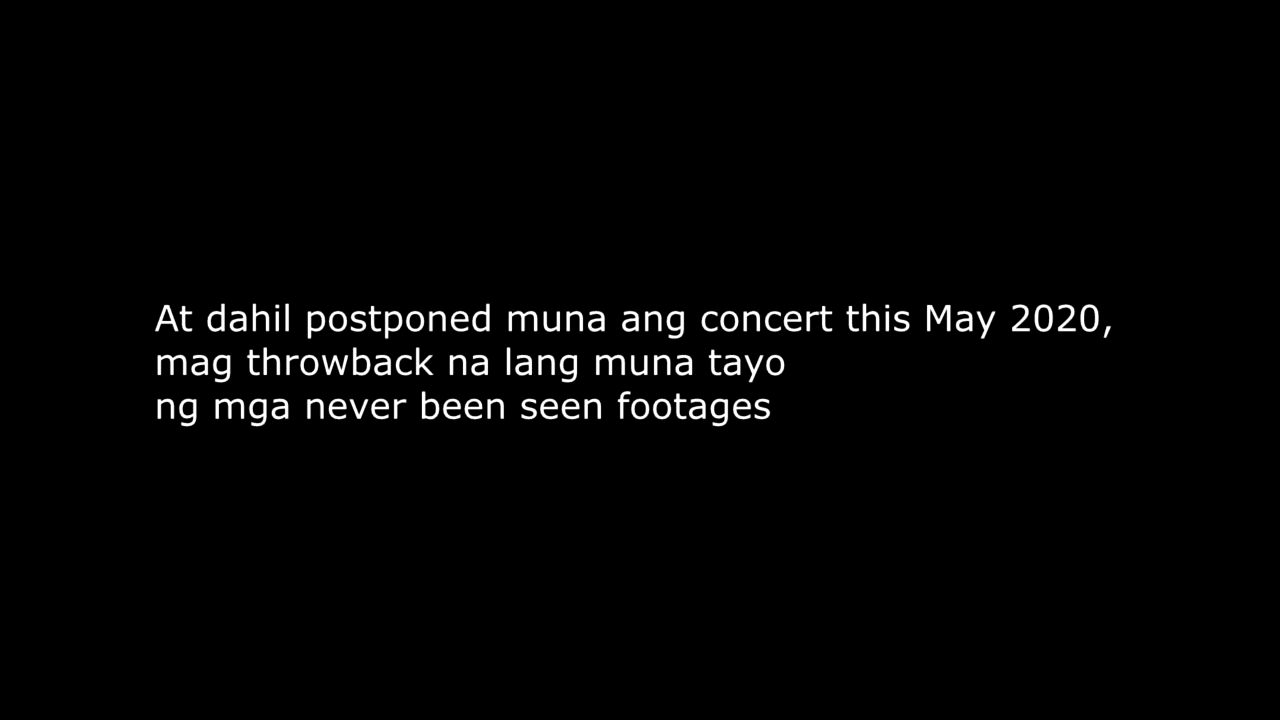 At dahil postponed muna ang concert this May 2020,
mag throwback na lang muna tayo
ng mga never been seen footages